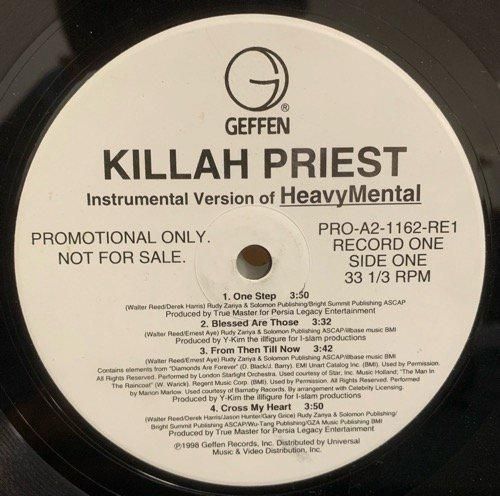 G
®
GEFFEN
KILLAH PRIEST
Instrumental Version of HeavyMental
PROMOTIONAL ONLY.
NOT FOR SALE.
PRO-A2-1162-RE1
RECORD ONE
SIDE ONE
33 1/3 RPM
1. One Step 3:50
(Walter Reed/Derek Harris) Rudy Zariya & Solomon Publishing/Bright Summit Publishing ASCAP
Produced by True Master for Persia Legacy Entertainment
2. Blessed Are Those 3:32
(Walter Reed/Ernest Aye) Rudy Zariya & Solomon Publishing ASCAP/illbase music BMI
Produced by Y-Kim the illfigure for I-slam productions
3. From Then Till Now 3:42
(Walter Reed/Ernest Aye) Rudy Zariya & Solomon Publishing ASCAP/illbase music BMI
Contains elements from "Diamonds Are Forever" (D. Black/J. Barry). EMI Unart Catalog Inc. (BMI). Used by Permission.
All Rights Reserved. Performed by London Starlight Orchestra. Used courtesy of Star, Inc. Music Holland; "The Man In
The Raincoat" (W. Warick). Regent Music Corp. (BMI). Used by Permission. All Rights Reserved. Performed
by Marion Marlow. Used courtesy of Barnaby Records. By arrangement with Celebrity Licensing.
Produced by Y-Kim the illfigure for I-slam productions
4. Cross My Heart 3:50
(Walter Reed/Derek Harris/Jason Hunter/Gary Grice) Rudy Zariya & Solomon Publishing/
Bright Summit Publishing ASCAP/Wu-Tang Publishing/GZA Music Publishing BMI
Produced by True Master for Persia Legacy Entertainment
℗1998 Geffen Records, Inc. Distributed by Universal
Music & Video Distribution, Inc.